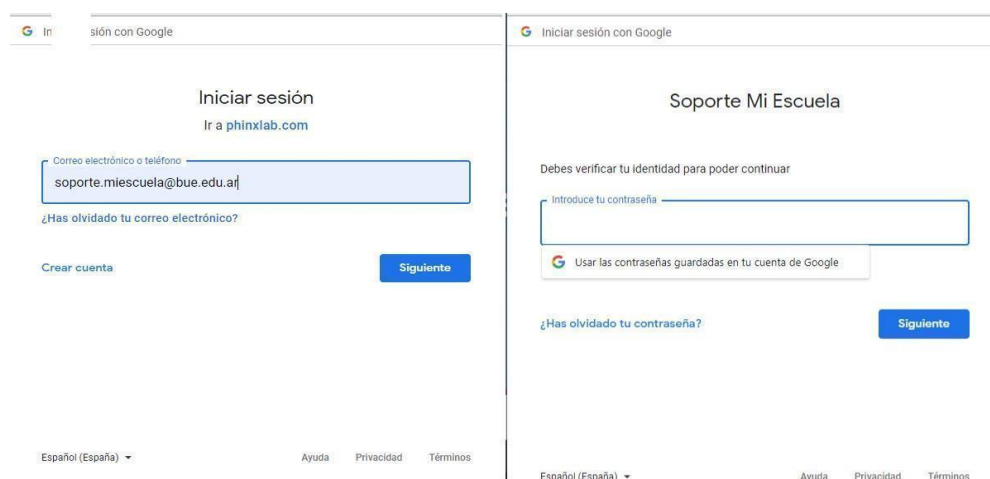 In sión con Google
Iniciar sesión
Ir a phinxlab.com
Correo electrónico o teléfono
soporte.miescuela@bue.edu.ar
¿Has olvidado tu correo electrónico?
Crear cuenta
Siguiente
Español (España)
Ayuda Privacidad Términos
Iniciar sesión con Google
Soporte Mi Escuela
Debes verificar tu identidad para poder continuar
Introduce tu contraseña
Usar las contraseñas guardadas en tu cuenta de Google
¿Has olvidado tu contraseña?
Siguiente
Español (España)
Ayuda Privacidad Términos